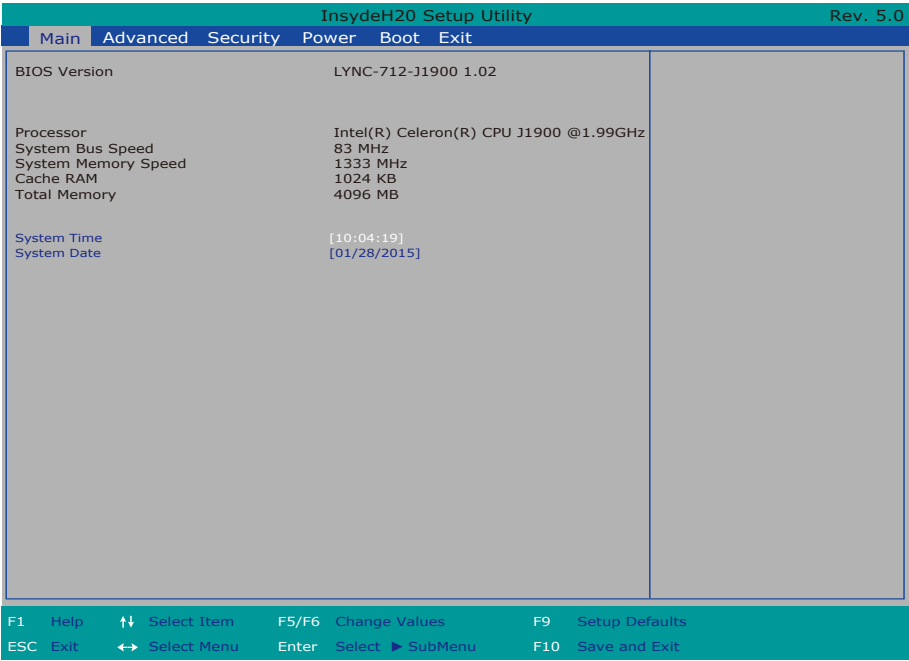 InsydeH20 Setup Utility Rev. 5.0
Main Advanced Security Power Boot Exit
BIOS Version LYNC-712-J1900 1.02
Processor Intel(R) Celeron(R) CPU J1900 @1.99GHz
System Bus Speed 83 MHz
System Memory Speed 1333 MHz
Cache RAM 1024 KB
Total Memory 4096 MB
System Time [10:04:19]
System Date [01/28/2015]
F1 Help ↑↓ Select Item F5/F6 Change Values F9 Setup Defaults
ESC Exit ←→ Select Menu Enter Select ▶ SubMenu F10 Save and Exit